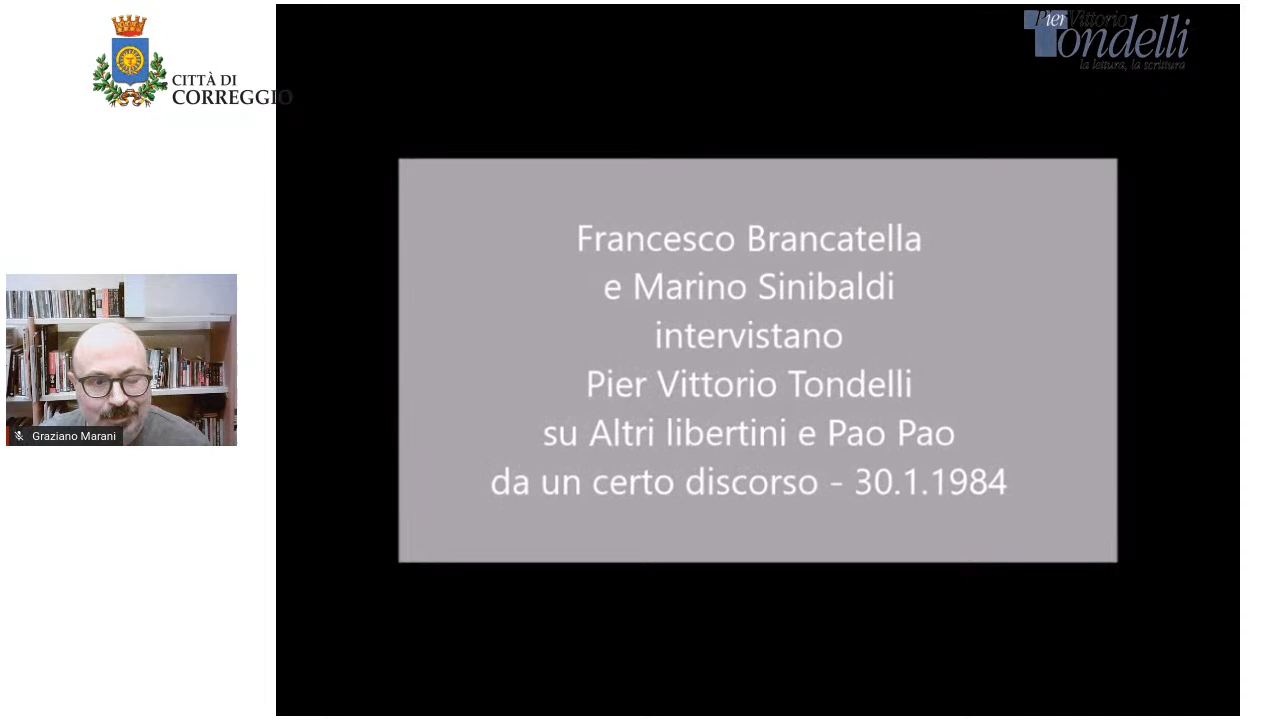 CITTÀ DI
CORREGGIO
Pier Vittorio
Tondelli
la lettura, la scrittura
Francesco Brancatella
e Marino Sinibaldi
intervistano
Pier Vittorio Tondelli
su Altri libertini e Pao Pao
da un certo discorso - 30.1.1984
Graziano Marani